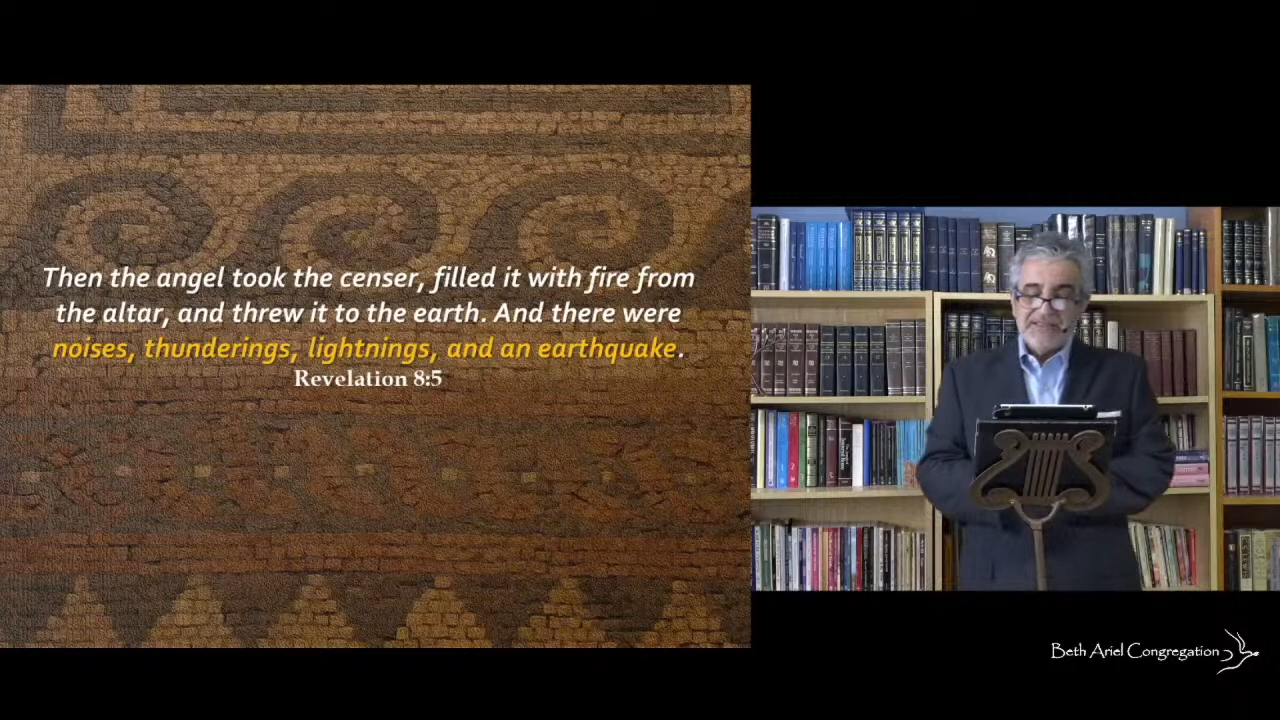 Then the angel took the censer, filled it with fire from
the altar, and threw it to the earth. And there were
noises, thunderings, lightnings, and an earthquake.
Revelation 8:5
Beth Ariel Congregation